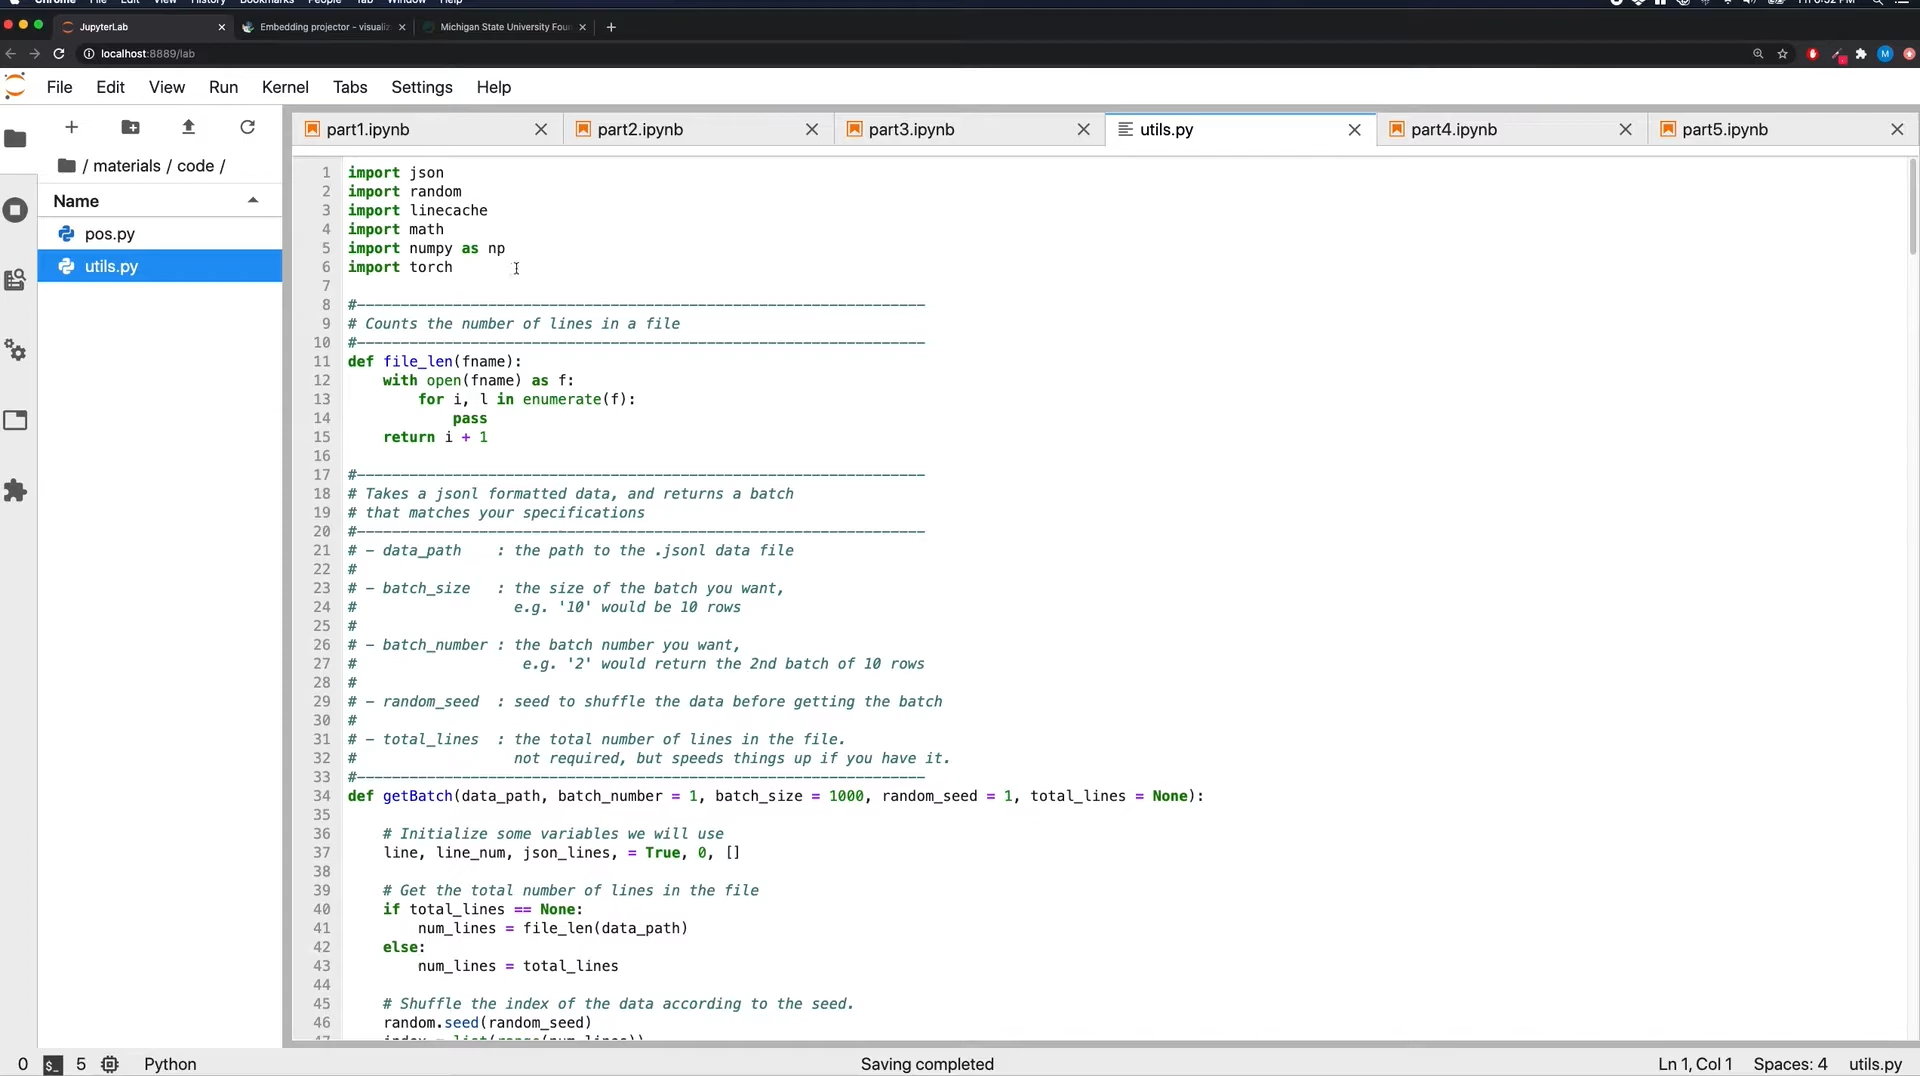 Chrome File Edit View History Bookmarks People Tab Window Help
JupyterLab
Embedding projector - visualiz
Michigan State University Foun
localhost:8889/lab
M
File Edit View Run Kernel Tabs Settings Help
/ materials / code /
Name
pos.py
utils.py
part1.ipynb
part2.ipynb
part3.ipynb
utils.py
part4.ipynb
part5.ipynb
1 import json
2 import random
3 import linecache
4 import math
5 import numpy as np
6 import torch
7
8 #-----------------------------------------------------------------
9 # Counts the number of lines in a file
10 #-----------------------------------------------------------------
11 def file_len(fname):
12     with open(fname) as f:
13         for i, l in enumerate(f):
14             pass
15     return i + 1
16
17 #-----------------------------------------------------------------
18 # Takes a jsonl formatted data, and returns a batch
19 # that matches your specifications
20 #-----------------------------------------------------------------
21 # - data_path    : the path to the .jsonl data file
22 #
23 # - batch_size   : the size of the batch you want,
24 #                  e.g. '10' would be 10 rows
25 #
26 # - batch_number : the batch number you want,
27 #                   e.g. '2' would return the 2nd batch of 10 rows
28 #
29 # - random_seed  : seed to shuffle the data before getting the batch
30 #
31 # - total_lines  : the total number of lines in the file.
32 #                  not required, but speeds things up if you have it.
33 #-----------------------------------------------------------------
34 def getBatch(data_path, batch_number = 1, batch_size = 1000, random_seed = 1, total_lines = None):
35
36     # Initialize some variables we will use
37     line, line_num, json_lines, = True, 0, []
38
39     # Get the total number of lines in the file
40     if total_lines == None:
41         num_lines = file_len(data_path)
42     else:
43         num_lines = total_lines
44
45     # Shuffle the index of the data according to the seed.
46     random.seed(random_seed)
0 $_ 5 Python
Saving completed
Ln 1, Col 1 Spaces: 4 utils.py